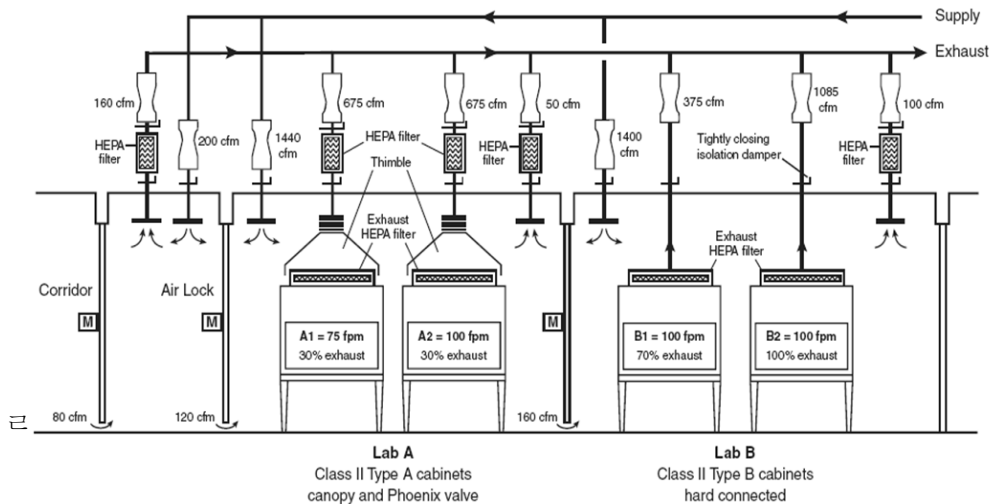 Supply
Exhaust
160 cfm
HEPA
filter
200 cfm
1440
cfm
675 cfm
HEPA filter
Thimble
675 cfm
50 cfm
HEPA
filter
1400
cfm
375 cfm
Tightly closing
isolation damper
1085
cfm
100 cfm
HEPA
filter
Exhaust
HEPA filter
Exhaust
HEPA filter
Corridor
Air Lock
M
M
M
M
A1 = 75 fpm
30% exhaust
A2 = 100 fpm
30% exhaust
B1 = 100 fpm
70% exhaust
B2 = 100 fpm
100% exhaust
己
80 cfm
120 cfm
160 cfm
Lab A
Class II Type A cabinets
canopy and Phoenix valve
Lab B
Class II Type B cabinets
hard connected